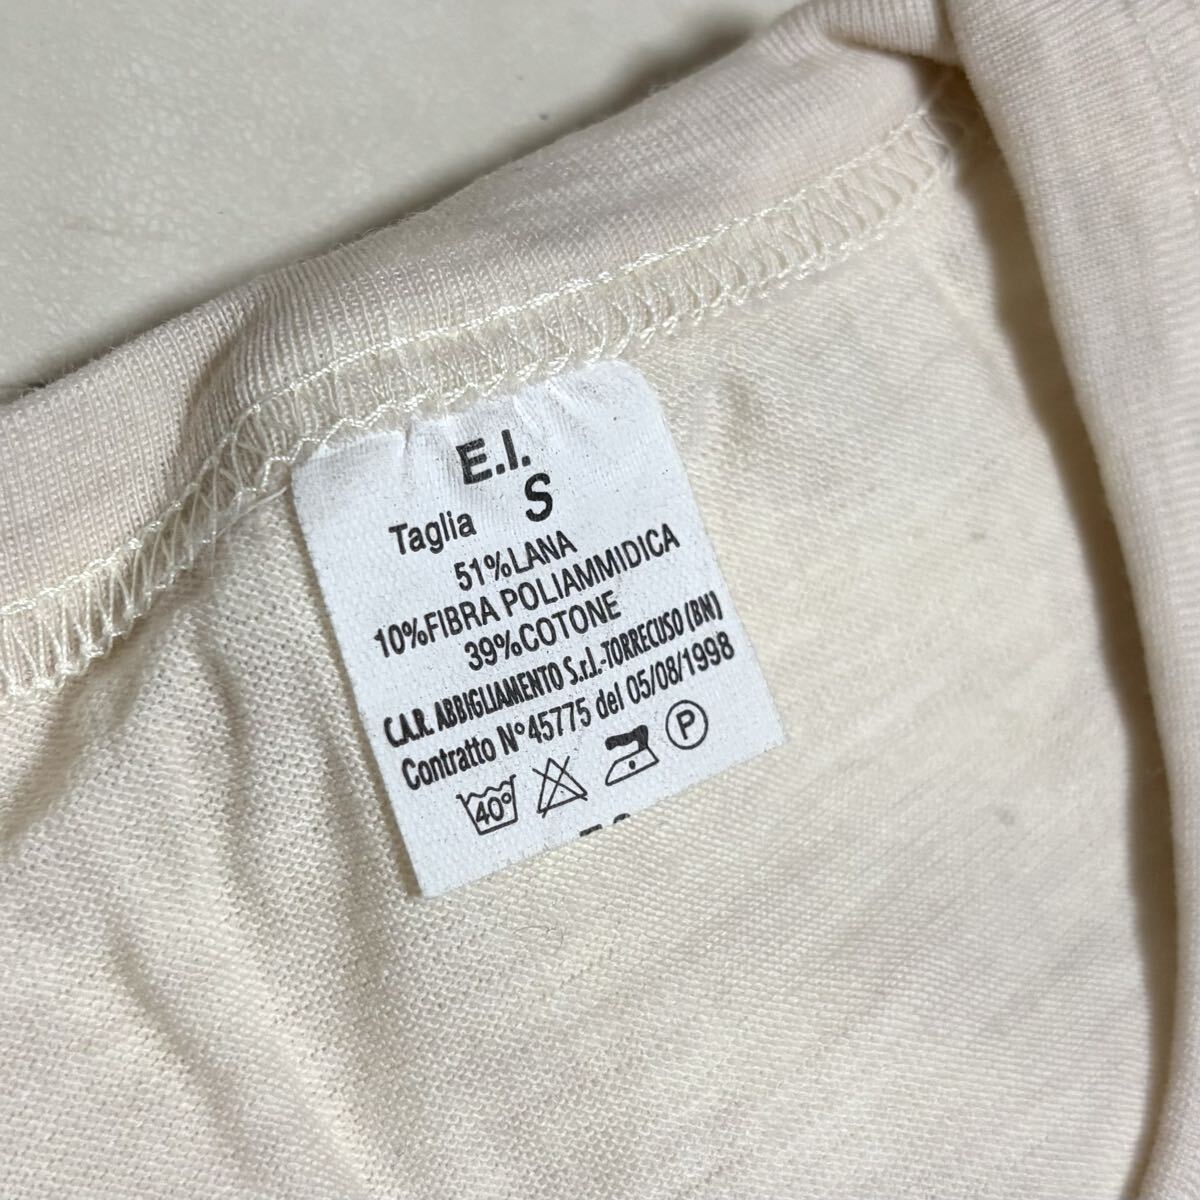 E.I.
Taglia S
51%LANA
10%FIBRA POLIAMMIDICA
39%COTONE
C.A.R. ABBIGLIAMENTO S.r.l.-TORRECUSO (BN)
Contratto N°45775 del 05/08/1998
40° P